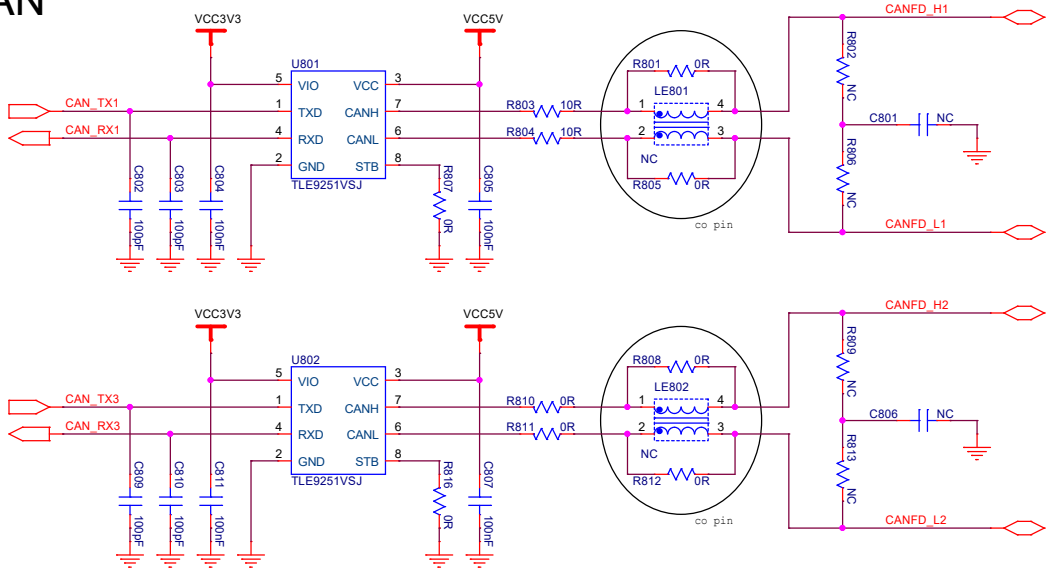 AN
VCC3V3
VCC5V
CANFD_H1
U801
R801 0R
R802
NC
LE801
5 VIO VCC 3
CAN_TX1 1 TXD CANH 7 R803 10R 1 4
C801 NC
CAN_RX1 4 RXD CANL 6 R804 10R 2 3
2 GND STB 8
NC
TLE9251VSJ
R805 0R
R806
NC
C802
100pF
C803
100pF
C804
100nF
R807
0R
C805
100nF
co pin
CANFD_L1
VCC3V3
VCC5V
CANFD_H2
U802
R808 0R
R809
NC
LE802
5 VIO VCC 3
CAN_TX3 1 TXD CANH 7 R810 0R 1 4
C806 NC
CAN_RX3 4 RXD CANL 6 R811 0R 2 3
2 GND STB 8
NC
TLE9251VSJ
R812 0R
R813
NC
C809
100pF
C810
100pF
C811
100nF
R816
0R
C807
100nF
co pin
CANFD_L2